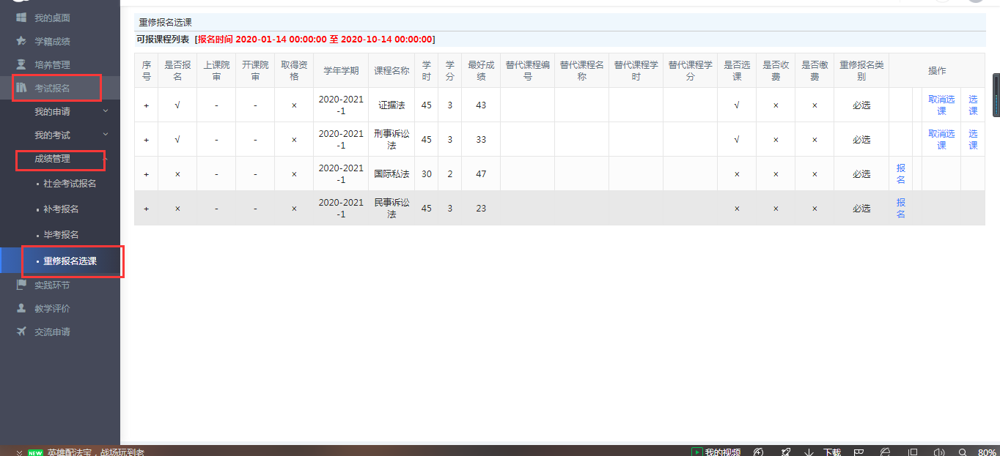 我的桌面
学籍成绩
培养管理
考试报名
我的申请
我的考试
成绩管理
社会考试报名
补考报名
毕考报名
重修报名选课
实践环节
教学评价
交流申请
重修报名选课
可报课程列表 [报名时间 2020-01-14 00:00:00 至 2020-10-14 00:00:00]
序号 是否报名 上课院审 开课院审 取得资格 学年学期 课程名称 学时 学分 最好成绩 替代课程编号 替代课程名称 替代课程学时 替代课程学分 是否选课 是否收费 是否缴费 重修报名类别 操作
+ √ - - × 2020-2021-1 证据法 45 3 43 √ × × 必选 取消选课 选课
+ √ - - × 2020-2021-1 刑事诉讼法 45 3 33 √ × × 必选 取消选课 选课
+ × - - × 2020-2021-1 国际私法 30 2 47 × × × 必选 报名
+ × - - × 2020-2021-1 民事诉讼法 45 3 23 × × × 必选 报名
NEW 英雄配法宝，战场玩到老
我的视频 下载 80%